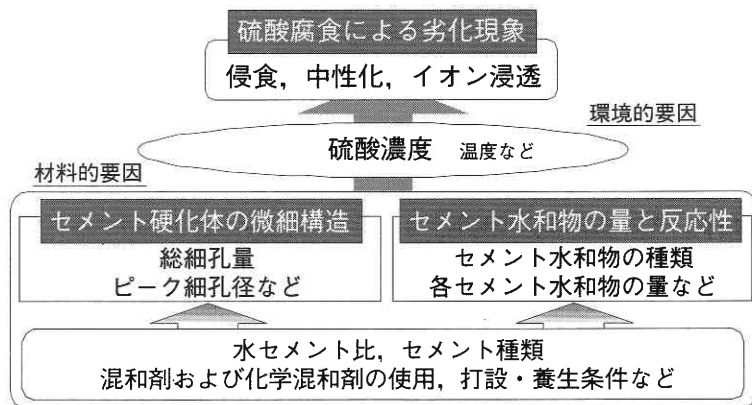 硫酸腐食による劣化現象
侵食，中性化，イオン浸透
環境的要因
硫酸濃度 温度など
材料的要因
セメント硬化体の微細構造
総細孔量
ピーク細孔径など
セメント水和物の量と反応性
セメント水和物の種類
各セメント水和物の量など
水セメント比，セメント種類
混和剤および化学混和剤の使用，打設・養生条件など